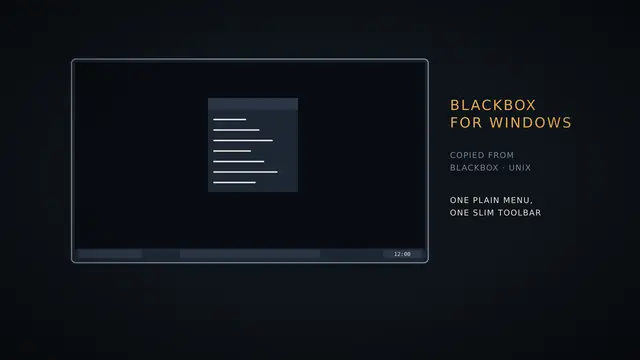 BLACKBOX
FOR WINDOWS
COPIED FROM
BLACKBOX · UNIX
ONE PLAIN MENU,
ONE SLIM TOOLBAR
12:00